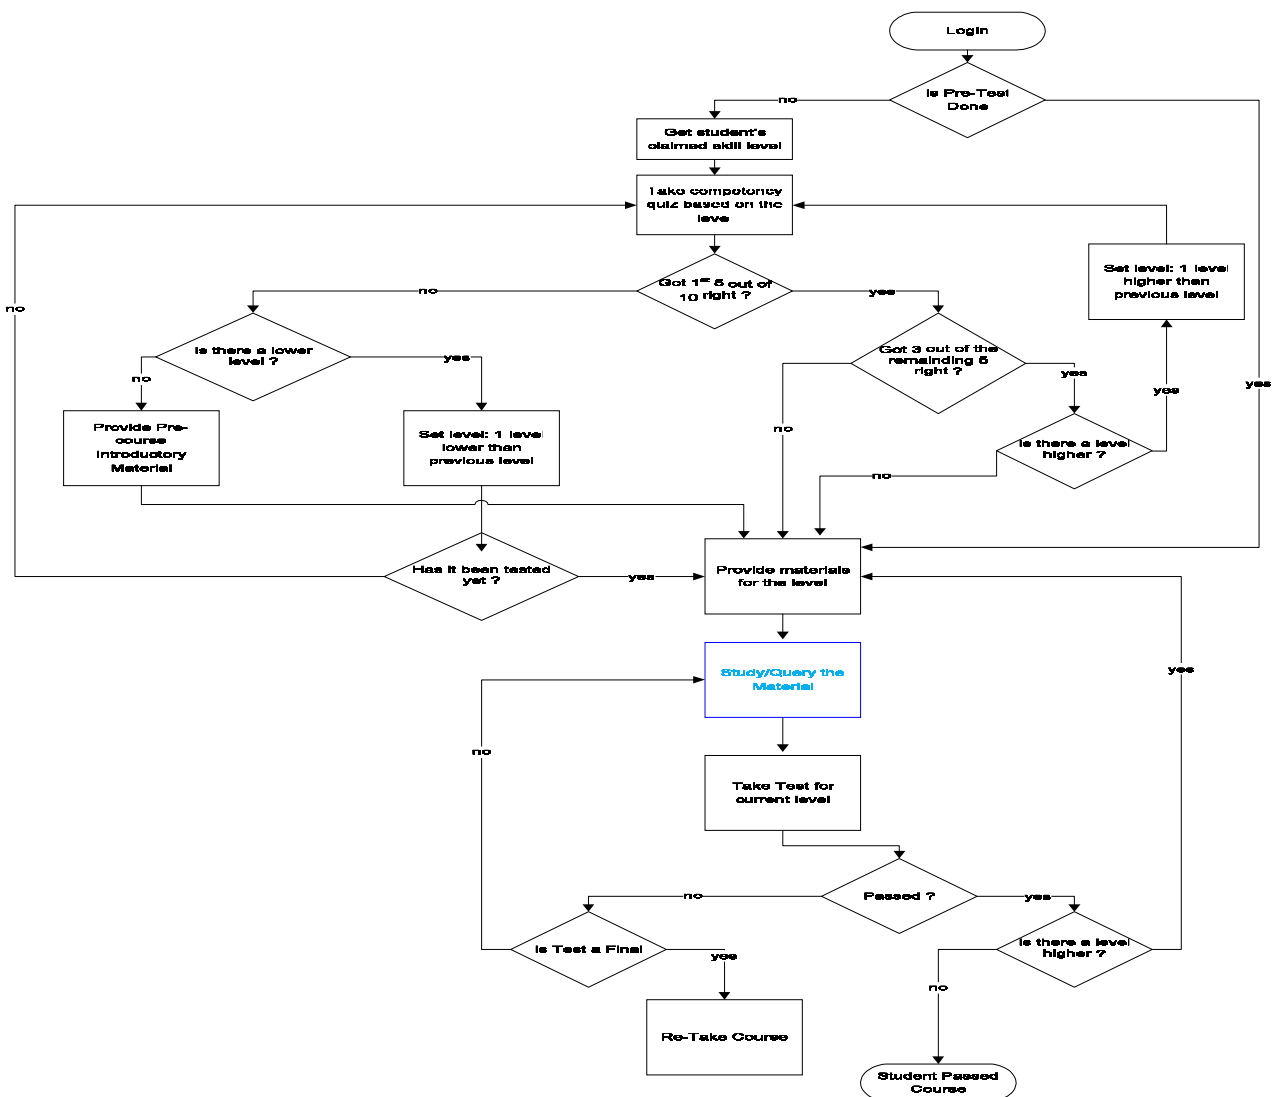 Login
Is Pre-Test
Done
no
Get student's
claimed skill level
Take competency
quiz based on the
level
Set level: 1 level
higher than
previous level
Got 1st 5 out of
10 right ?
no
yes
no
Is there a lower
level ?
yes
no
Got 3 out of the
remainding 5
right ?
yes
yes
yes
Provide Pre-
course
Introductory
Material
Set level: 1 level
lower than
previous level
no
Is there a level
higher ?
no
Has it been tested
yet ?
yes
Provide materials
for the level
Study/Query the
Material
yes
no
Take Test for
current level
no
Passed ?
yes
Is Test a Final
yes
Is there a level
higher ?
no
Re-Take Course
Student Passed
Course